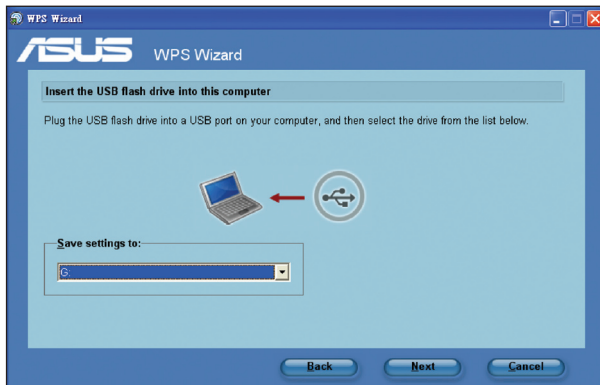 WPS Wizard
ASUS WPS Wizard
Insert the USB flash drive into this computer
Plug the USB flash drive into a USB port on your computer, and then select the drive from the list below.
Save settings to:
G:
Back Next Cancel